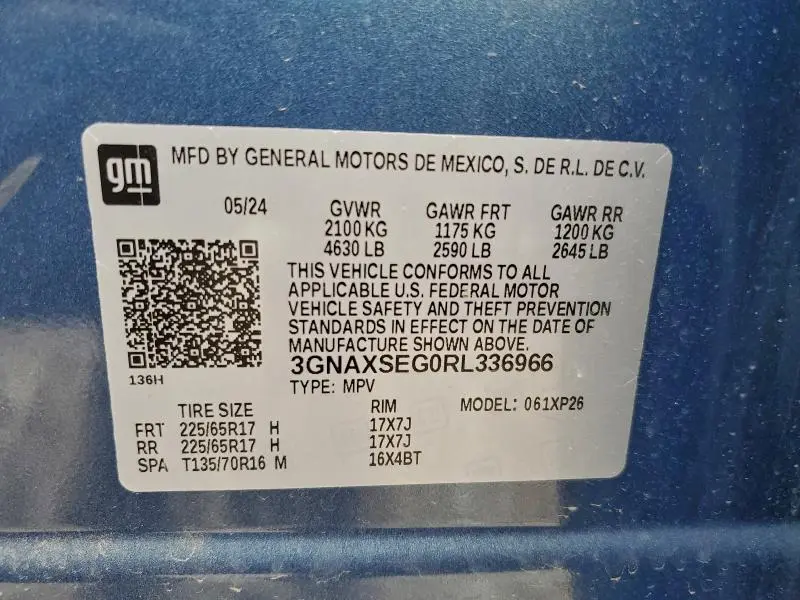 gm
MFD BY GENERAL MOTORS DE MEXICO, S. DE R.L. DE C.V.
05/24 GVWR GAWR FRT GAWR RR
2100 KG 1175 KG 1200 KG
4630 LB 2590 LB 2645 LB
THIS VEHICLE CONFORMS TO ALL
APPLICABLE U.S. FEDERAL MOTOR
VEHICLE SAFETY AND THEFT PREVENTION
STANDARDS IN EFFECT ON THE DATE OF
MANUFACTURE SHOWN ABOVE.
3GNAXSEG0RL336966
136H
TYPE: MPV
TIRE SIZE RIM MODEL: 061XP26
FRT 225/65R17 H 17X7J
RR 225/65R17 H 17X7J
SPA T135/70R16 M 16X4BT